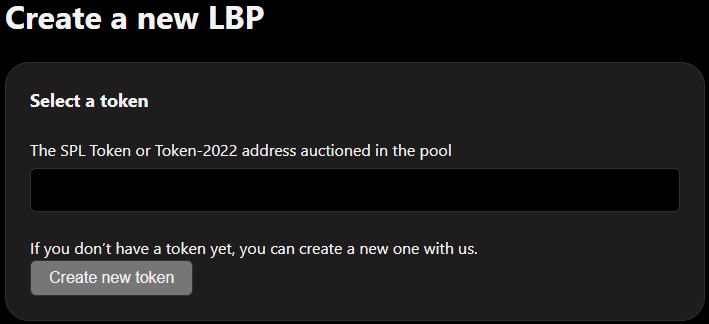 Create a new LBP
Select a token
The SPL Token or Token-2022 address auctioned in the pool
If you don’t have a token yet, you can create a new one with us.
Create new token